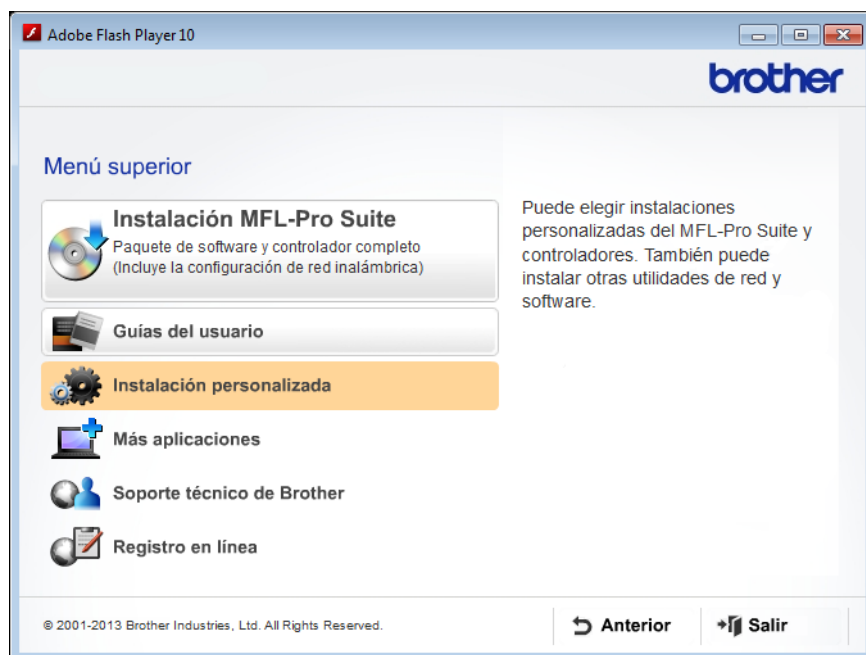 Adobe Flash Player 10
brother
Menú superior
Instalación MFL-Pro Suite
Paquete de software y controlador completo
(Incluye la configuración de red inalámbrica)
Guías del usuario
Instalación personalizada
Más aplicaciones
Soporte técnico de Brother
Registro en línea
Puede elegir instalaciones
personalizadas del MFL-Pro Suite y
controladores. También puede
instalar otras utilidades de red y
software.
© 2001-2013 Brother Industries, Ltd. All Rights Reserved.
Anterior
Salir